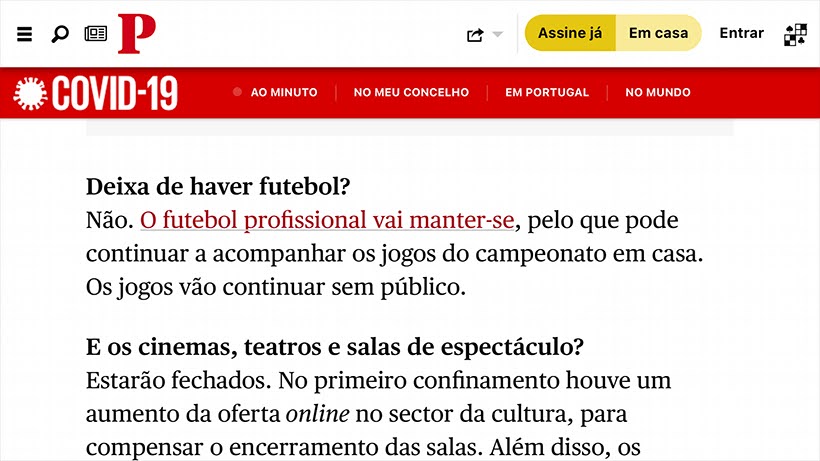 P
Assine já
Em casa
Entrar
COVID-19
AO MINUTO
NO MEU CONCELHO
EM PORTUGAL
NO MUNDO
Deixa de haver futebol?
Não. O futebol profissional vai manter-se, pelo que pode
continuar a acompanhar os jogos do campeonato em casa.
Os jogos vão continuar sem público.
E os cinemas, teatros e salas de espectáculo?
Estarão fechados. No primeiro confinamento houve um
aumento da oferta online no sector da cultura, para
compensar o encerramento das salas. Além disso, os